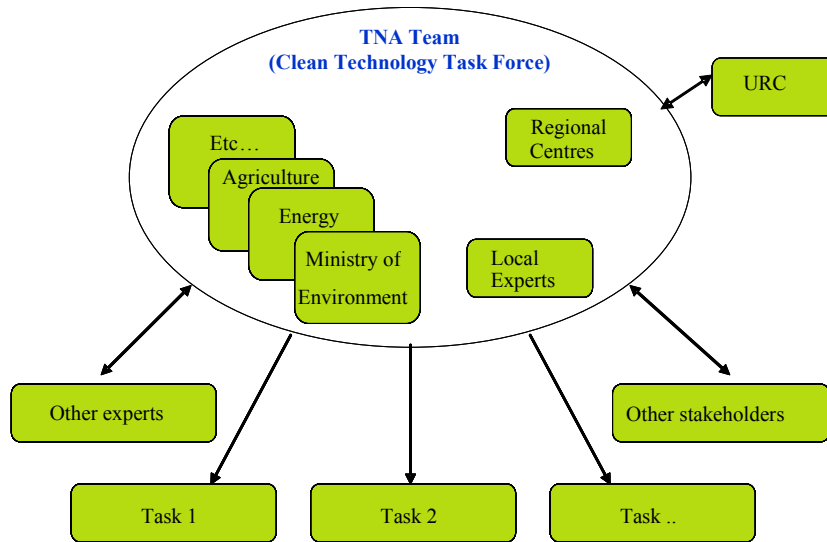 TNA Team
(Clean Technology Task Force)
URC
Regional
Centres
Etc…
Agriculture
Energy
Ministry of
Environment
Local
Experts
Other experts
Other stakeholders
Task 1
Task 2
Task ..